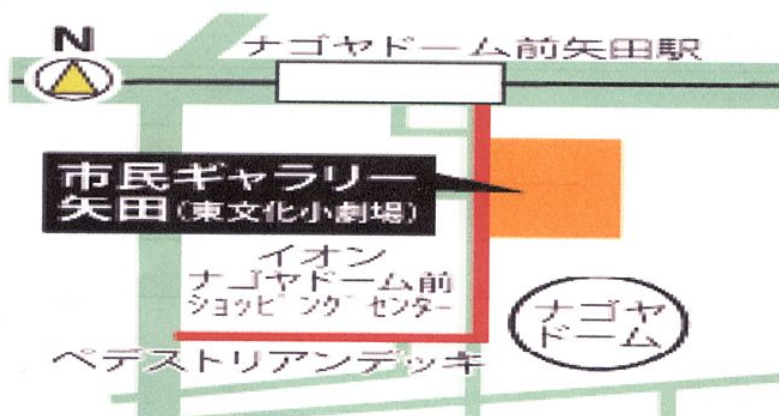 N
ナゴヤドーム前矢田駅
市民ギャラリー
矢田(東文化小劇場)
イオン
ナゴヤドーム前
ショッピングセンター
ナゴヤ
ドーム
ペデストリアンデッキ